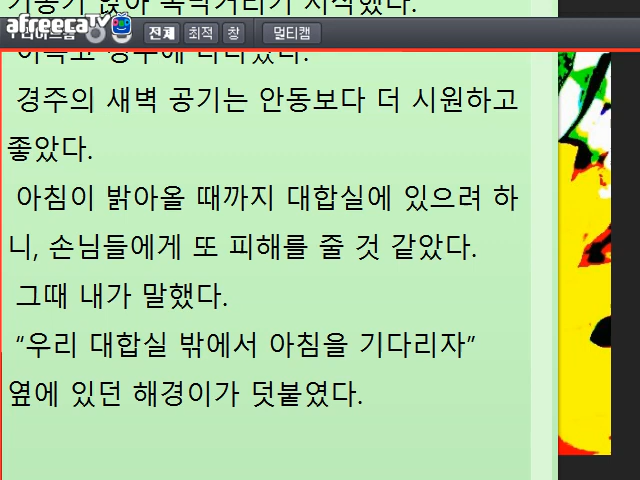 afreecaTV
전체 최적 창 멀티캠
경주의 새벽 공기는 안동보다 더 시원하고
좋았다.
아침이 밝아올 때까지 대합실에 있으려 하
니, 손님들에게 또 피해를 줄 것 같았다.
그때 내가 말했다.
“우리 대합실 밖에서 아침을 기다리자”
옆에 있던 해경이가 덧붙였다.